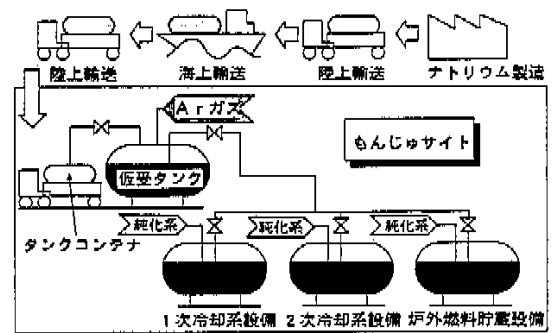 陸上輸送
海上輸送
陸上輸送
ナトリウム製造
Arガス
もんじゅサイト
仮受タンク
タンクコンテナ
純化系
純化系
純化系
1次冷却系設備
2次冷却系設備
炉外燃料貯蔵設備